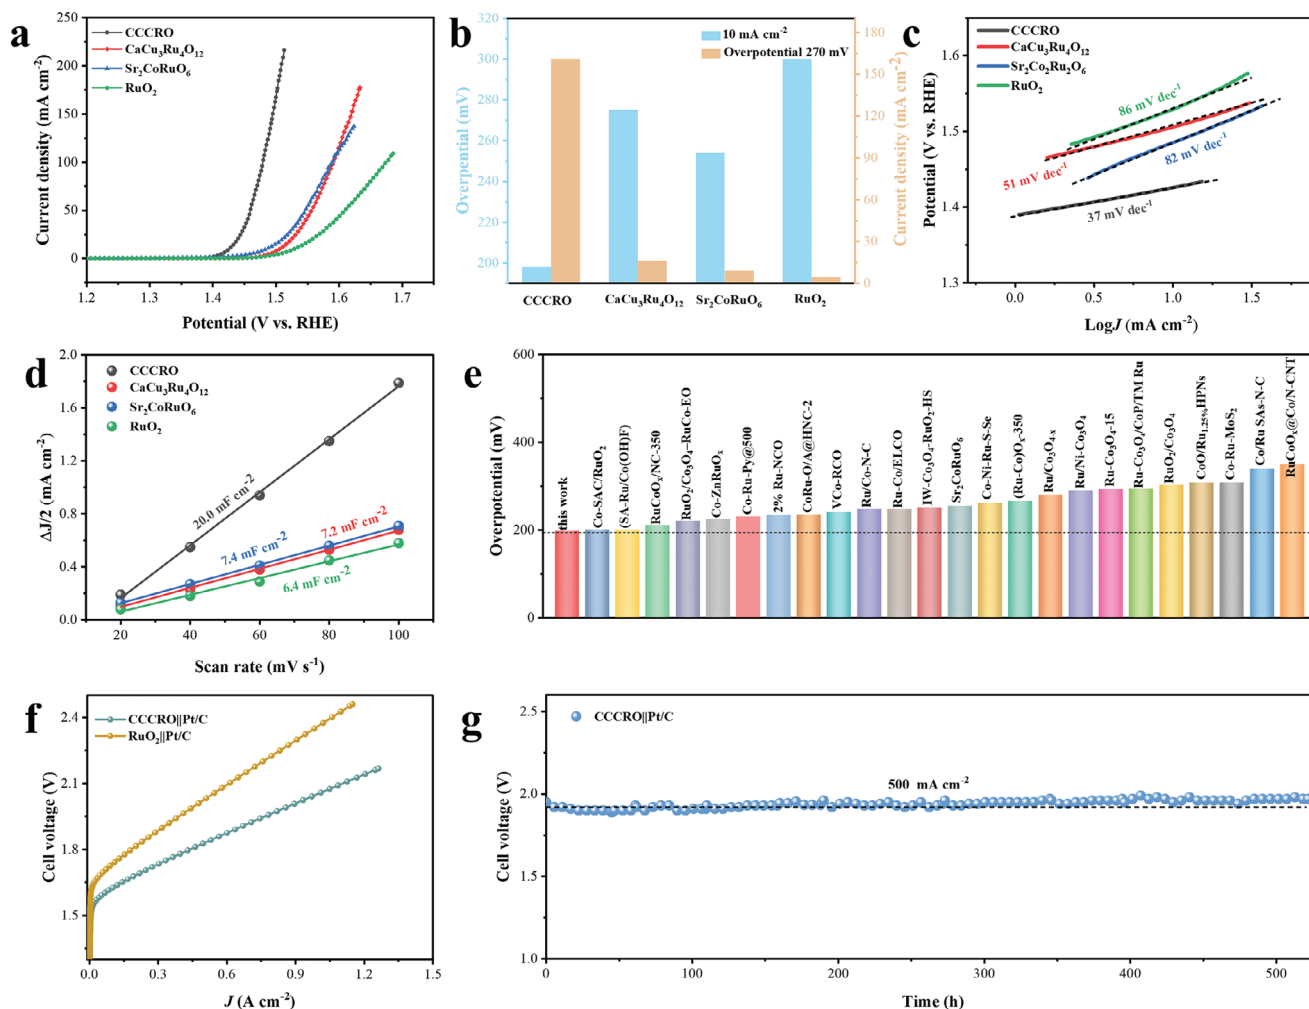 a
CCCRO
CaCu₃Ru₄O₁₂
Sr₂CoRuO₆
RuO₂
250
200
150
100
50
0
1.2
1.3
1.4
1.5
1.6
1.7
Current density (mA cm⁻²)
Potential (V vs. RHE)
b
10 mA cm⁻²
Overpotential 270 mV
320
300
280
260
240
220
200
180
150
120
90
60
30
0
Overpential (mV)
Current density (mA cm⁻²)
CCCRO
CaCu₃Ru₄O₁₂
Sr₂CoRuO₆
RuO₂
c
CCCRO
CaCu₃Ru₄O₁₂
Sr₂Co₂Ru₂O₆
RuO₂
86 mV dec⁻¹
51 mV dec⁻¹
82 mV dec⁻¹
37 mV dec⁻¹
1.6
1.5
1.4
1.3
0.0
0.5
1.0
1.5
Potential (V vs. RHE)
LogJ (mA cm⁻²)
d
CCCRO
CaCu₃Ru₄O₁₂
Sr₂CoRuO₆
RuO₂
20.0 mF cm⁻²
7.4 mF cm⁻²
7.2 mF cm⁻²
6.4 mF cm⁻²
2.0
1.6
1.2
0.8
0.4
0.0
20
40
60
80
100
ΔJ/2 (mA cm⁻²)
Scan rate (mV s⁻¹)
e
600
400
200
0
Overpotential (mV)
this work
Co-SAC/RuO₂
(SA-Ru/Co(OH)F)
RuCoOₓ/NC-350
RuO₂/Co₃O₄–RuCo-EO
Co-ZnRuOₓ
Co-Ru-Py@500
2% Ru-NCO
CoRu-O/A@HNC-2
VCo-RCO
Ru/Co-N-C
Ru-Co/ELCO
IW-Co₃O₄-RuO₂-HS
Sr₂CoRuO₆
Co-Ni-Ru-S-Se
(Ru-Co)Oₓ-350
Ru/Co₃O₄₋ₓ
Ru/Ni-Co₃O₄
Ru-Co₃O₄-15
Ru-Co₃O₄/CoP/TM Ru
RuO₂/Co₃O₄
CoO/Ru₁.₂₅%HPNs
Co-Ru-MoS₂
Co/Ru SAs-N-C
RuCoOₓ@Co/N-CNT
f
CCCRO||Pt/C
RuO₂||Pt/C
2.4
2.1
1.8
1.5
0.0
0.3
0.6
0.9
1.2
1.5
Cell voltage (V)
J (A cm⁻²)
g
CCCRO||Pt/C
500 mA cm⁻²
2.5
2.0
1.5
1.0
0
100
200
300
400
500
Cell voltage (V)
Time (h)